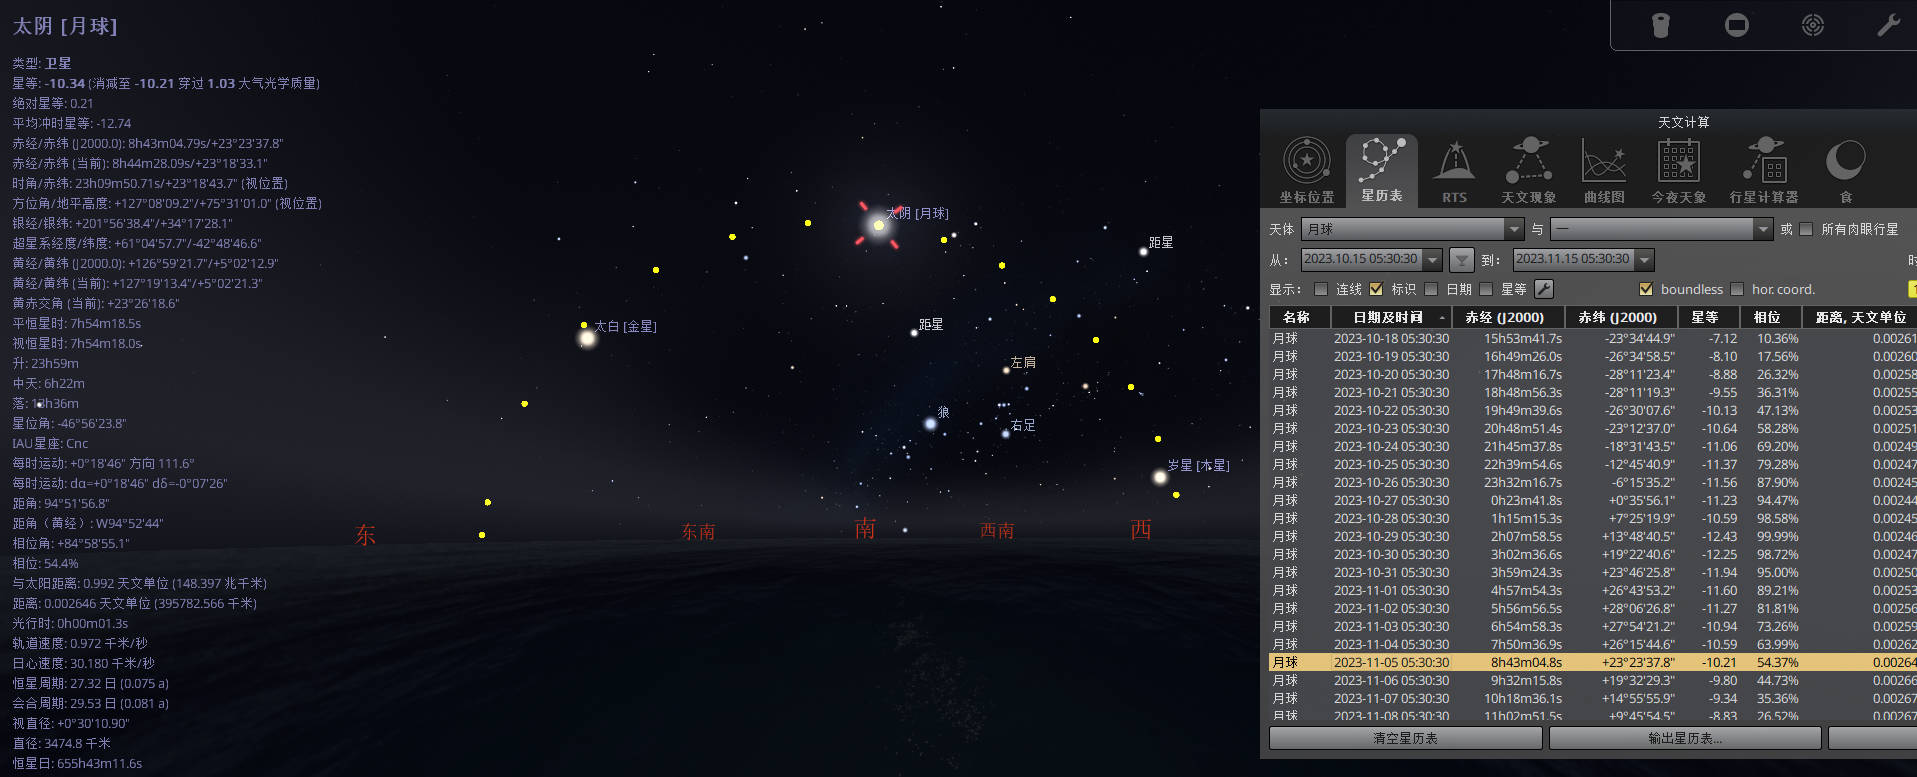 太阴 [月球]
类型: 卫星
星等: -10.34 (消减至 -10.21 穿过 1.03 大气光学质量)
绝对星等: 0.21
平均冲时星等: -12.74
赤经/赤纬 (J2000.0): 8h43m04.79s/+23°23'37.8"
赤经/赤纬 (当前): 8h44m28.09s/+23°18'33.1"
时角/赤纬: 23h09m50.71s/+23°18'43.7" (视位置)
方位角/地平高度: +127°08'09.2"/+75°31'01.0" (视位置)
银经/银纬: +201°56'38.4"/+34°17'28.1"
超星系经度/纬度: +61°04'57.7"/-42°48'46.6"
黄经/黄纬 (J2000.0): +126°59'21.7"/+5°02'12.9"
黄经/黄纬 (当前): +127°19'13.4"/+5°02'21.3"
黄赤交角 (当前): +23°26'18.6"
平恒星时: 7h54m18.5s
视恒星时: 7h54m18.0s
升: 23h59m
中天: 6h22m
落: 13h36m
星位角: -46°56'23.8"
IAU星座: Cnc
每时运动: +0°18'46" 方向 111.6°
每时运动: dα=+0°18'46" dδ=-0°07'26"
距角: 94°51'56.8"
距角（黄经）: W94°52'44"
相位角: +84°58'55.1"
相位: 54.4%
与太阳距离: 0.992 天文单位 (148.397 兆千米)
距离: 0.002646 天文单位 (395782.566 千米)
光行时: 0h00m01.3s
轨道速度: 0.972 千米/秒
日心速度: 30.180 千米/秒
恒星周期: 27.32 日 (0.075 a)
会合周期: 29.53 日 (0.081 a)
视直径: +0°30'10.90"
直径: 3474.8 千米
恒星日: 655h43m11.6s
太阴 [月球]
距星
太白 [金星]
距星
左肩
狼
右足
岁星 [木星]
东
东南
南
西南
西
天文计算
坐标位置 星历表 RTS 天文现象 曲线图 今夜天象 行星计算器 食
天体 月球 与 — 或 所有肉眼行星
从: 2023.10.15 05:30:30 到: 2023.11.15 05:30:30 时
显示: 连线 标识 日期 星等 boundless hor. coord.
名称 日期及时间 赤经 (J2000) 赤纬 (J2000) 星等 相位 距离, 天文单位
月球 2023-10-18 05:30:30 15h53m41.7s -23°34'44.9" -7.12 10.36% 0.00261
月球 2023-10-19 05:30:30 16h49m26.0s -26°34'58.5" -8.10 17.56% 0.00260
月球 2023-10-20 05:30:30 17h48m16.7s -28°11'23.4" -8.88 26.32% 0.00258
月球 2023-10-21 05:30:30 18h48m56.3s -28°11'19.3" -9.55 36.31% 0.00255
月球 2023-10-22 05:30:30 19h49m39.6s -26°30'07.6" -10.13 47.13% 0.00253
月球 2023-10-23 05:30:30 20h48m51.4s -23°12'37.0" -10.64 58.28% 0.00251
月球 2023-10-24 05:30:30 21h45m37.8s -18°31'43.5" -11.06 69.20% 0.00249
月球 2023-10-25 05:30:30 22h39m54.6s -12°45'40.9" -11.37 79.28% 0.00247
月球 2023-10-26 05:30:30 23h32m16.7s -6°15'35.2" -11.56 87.90% 0.00245
月球 2023-10-27 05:30:30 0h23m41.8s +0°35'56.1" -11.23 94.47% 0.00244
月球 2023-10-28 05:30:30 1h15m15.3s +7°25'19.9" -10.59 98.58% 0.00245
月球 2023-10-29 05:30:30 2h07m58.5s +13°48'40.5" -12.43 99.99% 0.00246
月球 2023-10-30 05:30:30 3h02m36.6s +19°22'40.6" -12.25 98.72% 0.00247
月球 2023-10-31 05:30:30 3h59m24.3s +23°46'25.8" -11.94 95.00% 0.00250
月球 2023-11-01 05:30:30 4h57m54.3s +26°43'53.2" -11.60 89.21% 0.00253
月球 2023-11-02 05:30:30 5h56m56.5s +28°06'26.8" -11.27 81.81% 0.00256
月球 2023-11-03 05:30:30 6h54m58.3s +27°54'21.2" -10.94 73.26% 0.00259
月球 2023-11-04 05:30:30 7h50m36.9s +26°15'44.6" -10.59 63.99% 0.00262
月球 2023-11-05 05:30:30 8h43m04.8s +23°23'37.8" -10.21 54.37% 0.00264
月球 2023-11-06 05:30:30 9h32m15.8s +19°32'29.3" -9.80 44.73% 0.00266
月球 2023-11-07 05:30:30 10h18m36.1s +14°55'55.9" -9.34 35.36% 0.00267
月球 2023-11-08 05:30:30 11h02m51.5s +9°45'54.5" -8.83 26.52% 0.00267
清空星历表 输出星历表...